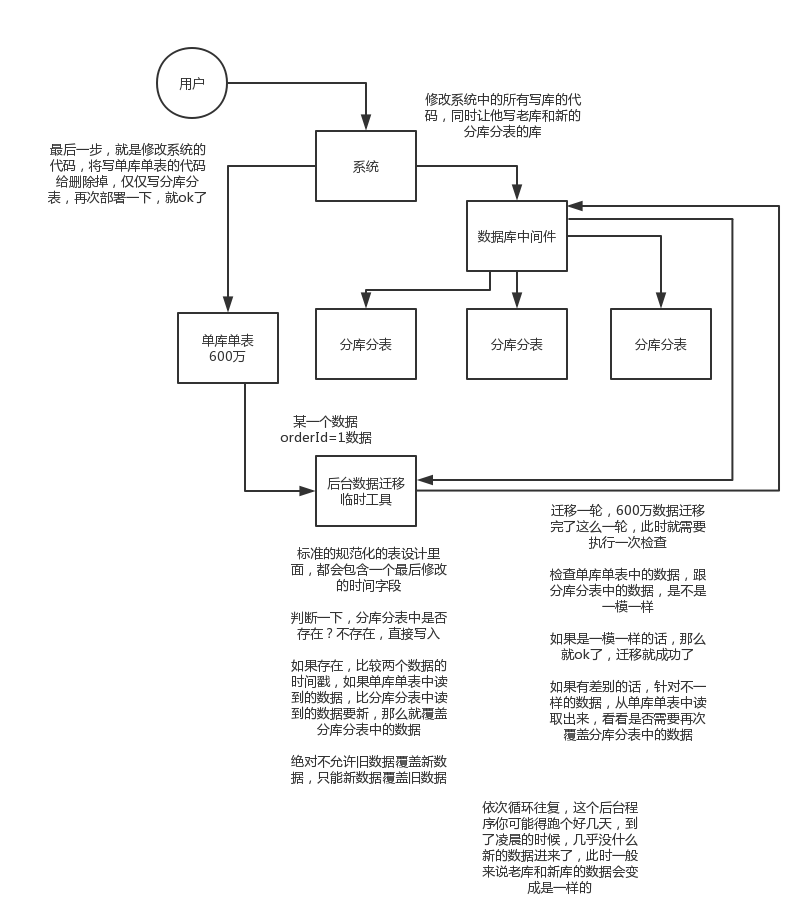 用户
修改系统中的所有写库的代
码，同时让他写老库和新的
分库分表的库
最后一步，就是修改系统的
代码，将写单库单表的代码
给删除掉，仅仅写分库分
表，再次部署一下，就ok了
系统
数据库中间件
单库单表
600万
分库分表
分库分表
分库分表
某一个数据
orderId=1数据
后台数据迁移
临时工具
迁移一轮，600万数据迁移
完了这么一轮，此时就需要
执行一次检查
检查单库单表中的数据，跟
分库分表中的数据，是不是
一模一样
如果是一模一样的话，那么
就ok了，迁移就成功了
如果有差别的话，针对不一
样的数据，从单库单表中读
取出来，看看是否需要再次
覆盖分库分表中的数据
标准的规范化的表设计里
面，都会包含一个最后修改
的时间字段
判断一下，分库分表中是否
存在？不存在，直接写入
如果存在，比较两个数据的
时间戳，如果单库单表中读
到的数据，比分库分表中读
到的数据要新，那么就覆盖
分库分表中的数据
绝对不允许旧数据覆盖新数
据，只能新数据覆盖旧数据
依次循环往复，这个后台程
序你可能得跑个好几天，到
了凌晨的时候，几乎没什么
新的数据进来了，此时一般
来说老库和新库的数据会变
成是一样的